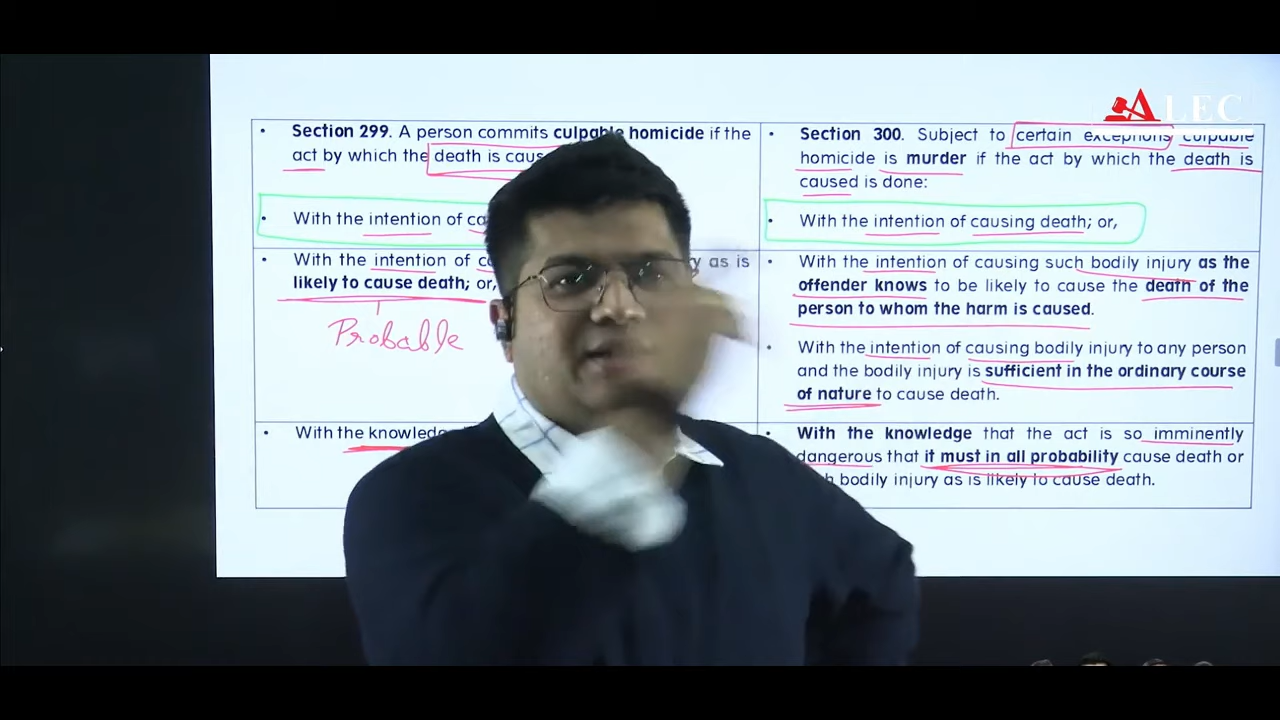 ALEC
Section 299. A person commits culpable homicide if the
act by which the death is
With the intention of
With the intention of
as is
likely to cause death; or,
Probable
With the
Section 300. Subject to certain exceptions culpable
homicide is murder if the act by which the death is
caused is done:
With the intention of causing death; or,
With the intention of causing such bodily injury as the
offender knows to be likely to cause the death of the
person to whom the harm is caused.
With the intention of causing bodily injury to any person
and the bodily injury is sufficient in the ordinary course
of nature to cause death.
With the knowledge that the act is so imminently
dangerous that it must in all probability cause death or
bodily injury as is likely to cause death.